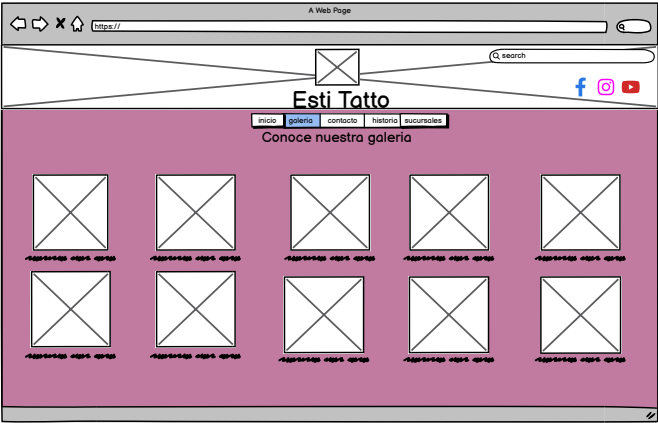 A Web Page
https://
search
Esti Tatto
inicio galeria contacto historia sucursales
Conoce nuestra galeria